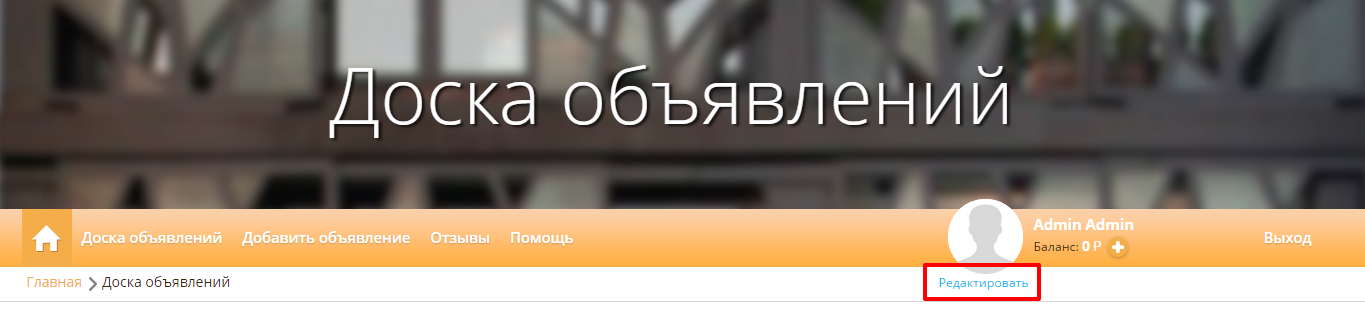 Доска объявлений
Доска объявлений Добавить объявление Отзывы Помощь
Admin Admin
Баланс: 0 ₽
Выход
Главная Доска объявлений
Редактировать